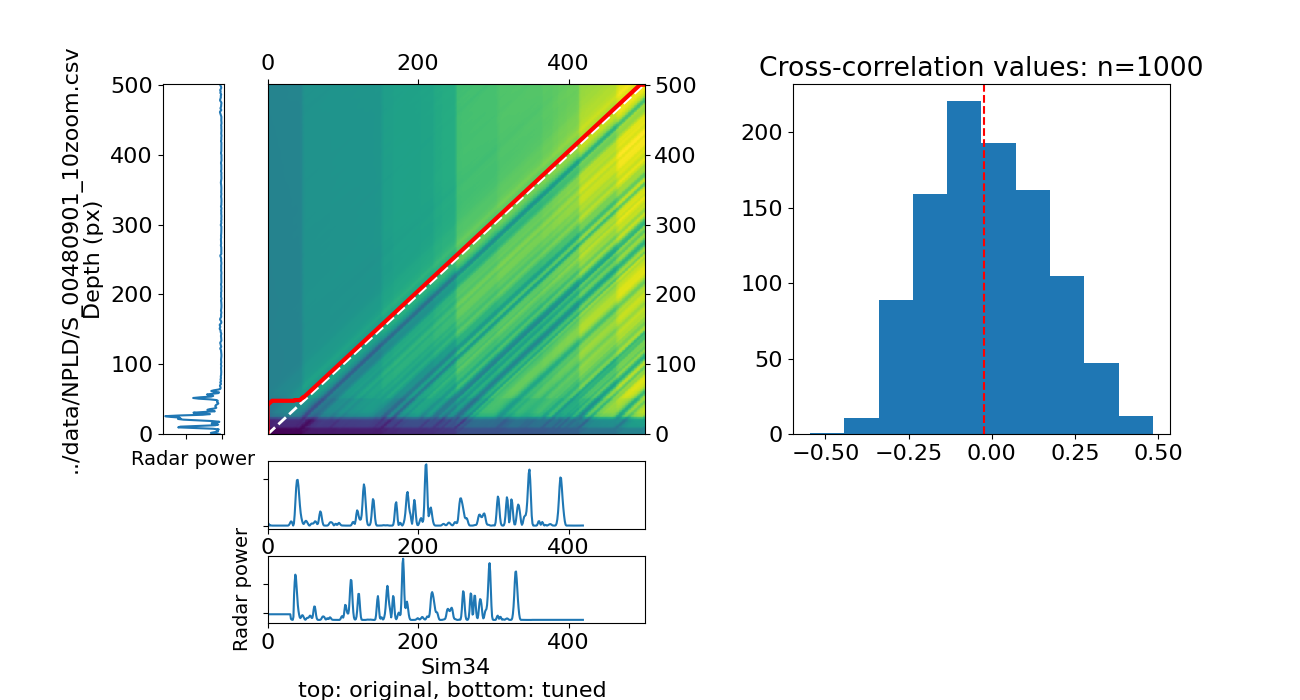 ../data/NPLD/S_00480901_10zoom.csv
Depth (px)
500
400
300
200
100
0
Radar power
0 200 400
500
400
300
200
100
0
0 200 400
Radar power
0 200 400
Sim34
top: original, bottom: tuned
Cross-correlation values: n=1000
200
150
100
50
0
−0.50 −0.25 0.00 0.25 0.50